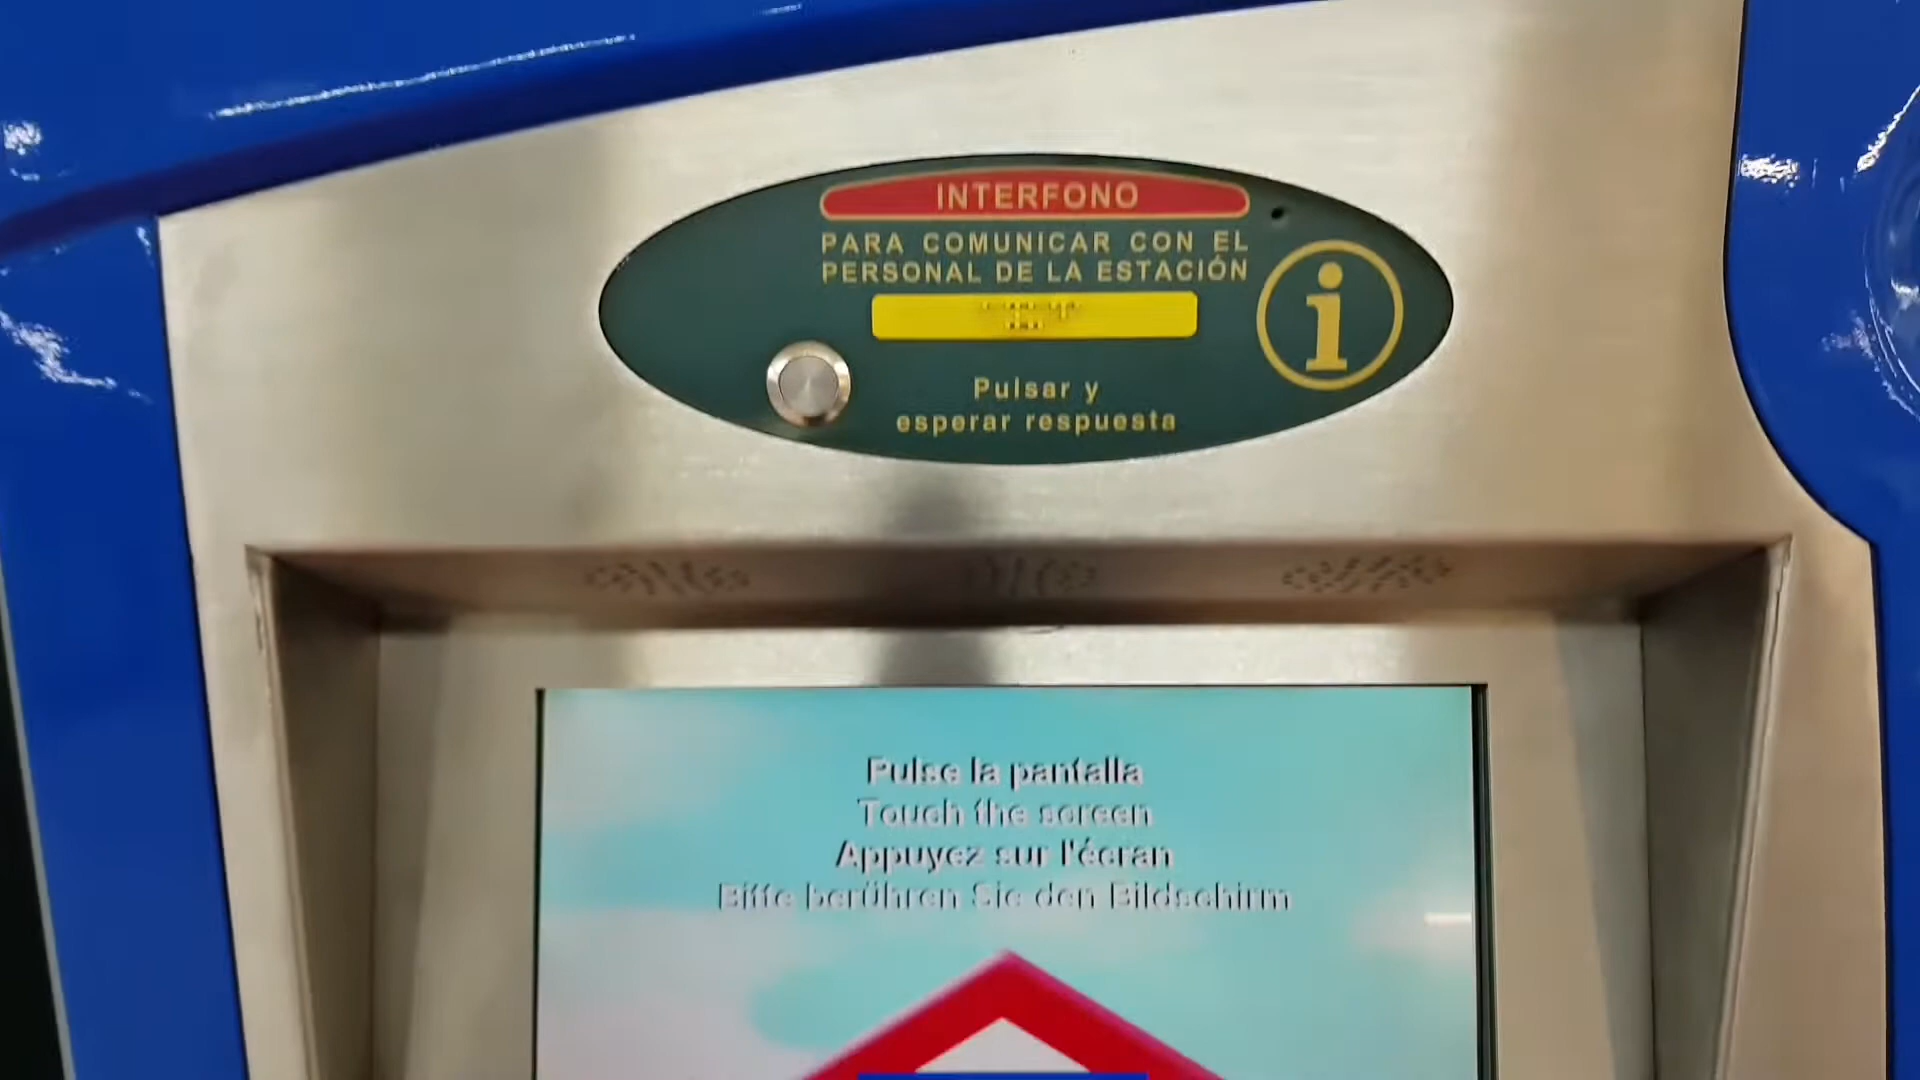 INTERFONO
PARA COMUNICAR CON EL
PERSONAL DE LA ESTACIÓN
i
Pulsar y
esperar respuesta
Pulse la pantalla
Touch the screen
Appuyez sur l'écran
Bitte berühren Sie den Bildschirm